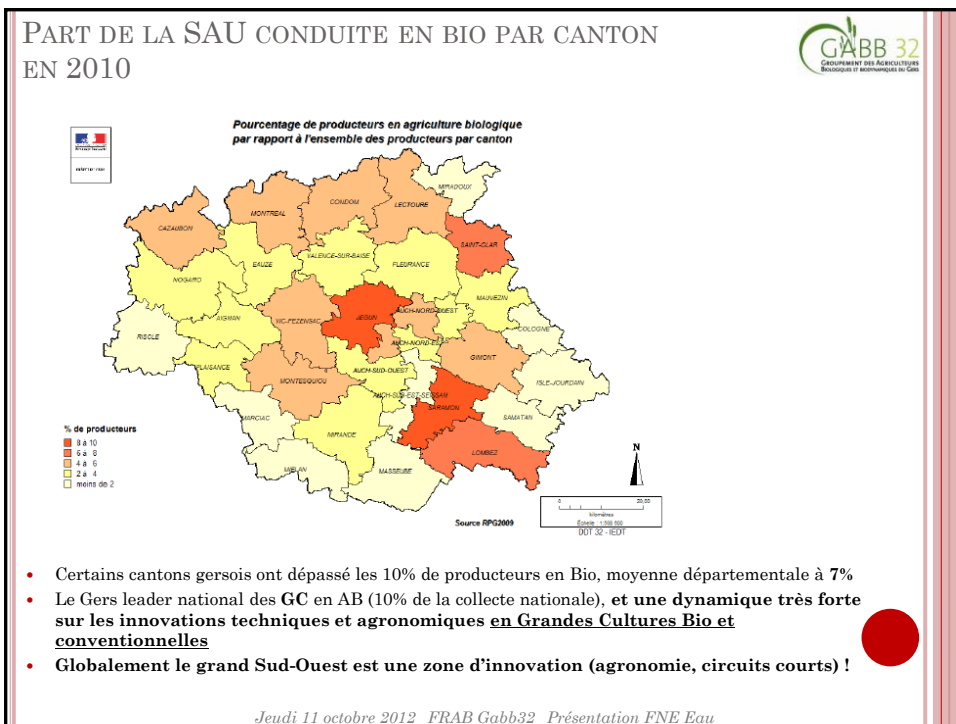 PART DE LA SAU CONDUITE EN BIO PAR CANTON
EN 2010
GABB 32
GROUPEMENT DES AGRICULTEURS
BIOLOGIQUES ET BIODYNAMIQUES DU GERS
Pourcentage de producteurs en agriculture biologique
par rapport à l'ensemble des producteurs par canton
MIRADOUX
CONDOM
LECTOURE
MONTREAL
CAZAUBON
SAINT-CLAR
VALENCE-SUR-BAISE
EAUZE
FLEURANCE
NOGARO
MAUVEZIN
AUCH-NORD-OUEST
JEGUN
AIGNAN
VIC-FEZENSAC
COLOGNE
RISCLE
AUCH-NORD-EST
GIMONT
PLAISANCE
AUCH-SUD-OUEST
MONTESQUIOU
ISLE-JOURDAIN
AUCH-SUD-EST-SEISSAN
SARAMON
MARCIAC
SAMATAN
MIRANDE
LOMBEZ
MIELAN
MASSEUBE
% de producteurs
8 à 10
6 à 8
4 à 6
2 à 4
moins de 2
N
0 20,00
kilomètres
Source RPG2009
DDT 32 - IEDT
• Certains cantons gersois ont dépassé les 10% de producteurs en Bio, moyenne départementale à 7%
• Le Gers leader national des GC en AB (10% de la collecte nationale), et une dynamique très forte
sur les innovations techniques et agronomiques en Grandes Cultures Bio et
conventionnelles
• Globalement le grand Sud-Ouest est une zone d'innovation (agronomie, circuits courts) !
Jeudi 11 octobre 2012 FRAB Gabb32 Présentation FNE Eau